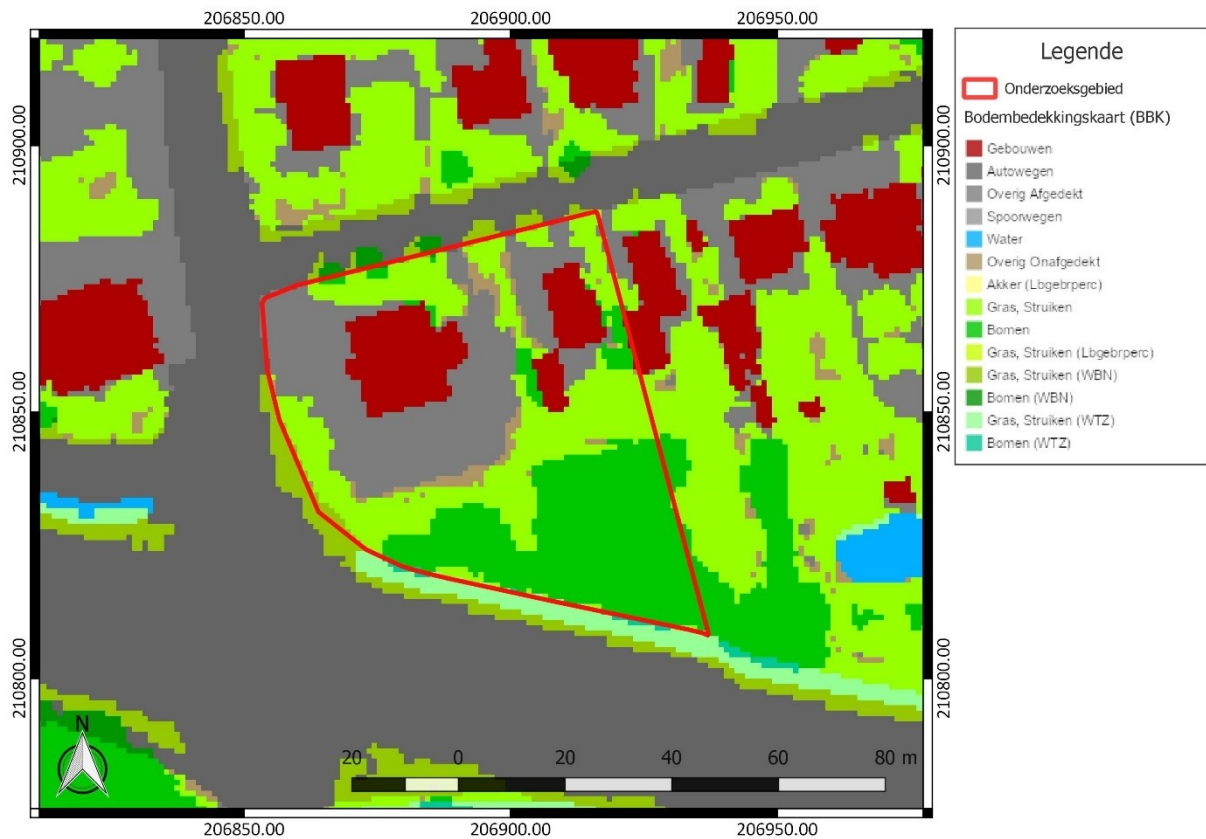 206850.00 206900.00 206950.00
Legende
Onderzoeksgebied
Bodembedekkingskaart (BBK)
Gebouwen
Autowegen
Overig Afgedekt
Spoorwegen
Water
Overig Onafgedekt
Akker (Lbgebrperc)
Gras, Struiken
Bomen
Gras, Struiken (Lbgebrperc)
Gras, Struiken (WBN)
Bomen (WBN)
Gras, Struiken (WTZ)
Bomen (WTZ)
210900.00 210900.00
210850.00 210850.00
210800.00 210800.00
N
20 0 20 40 60 80 m
206850.00 206900.00 206950.00